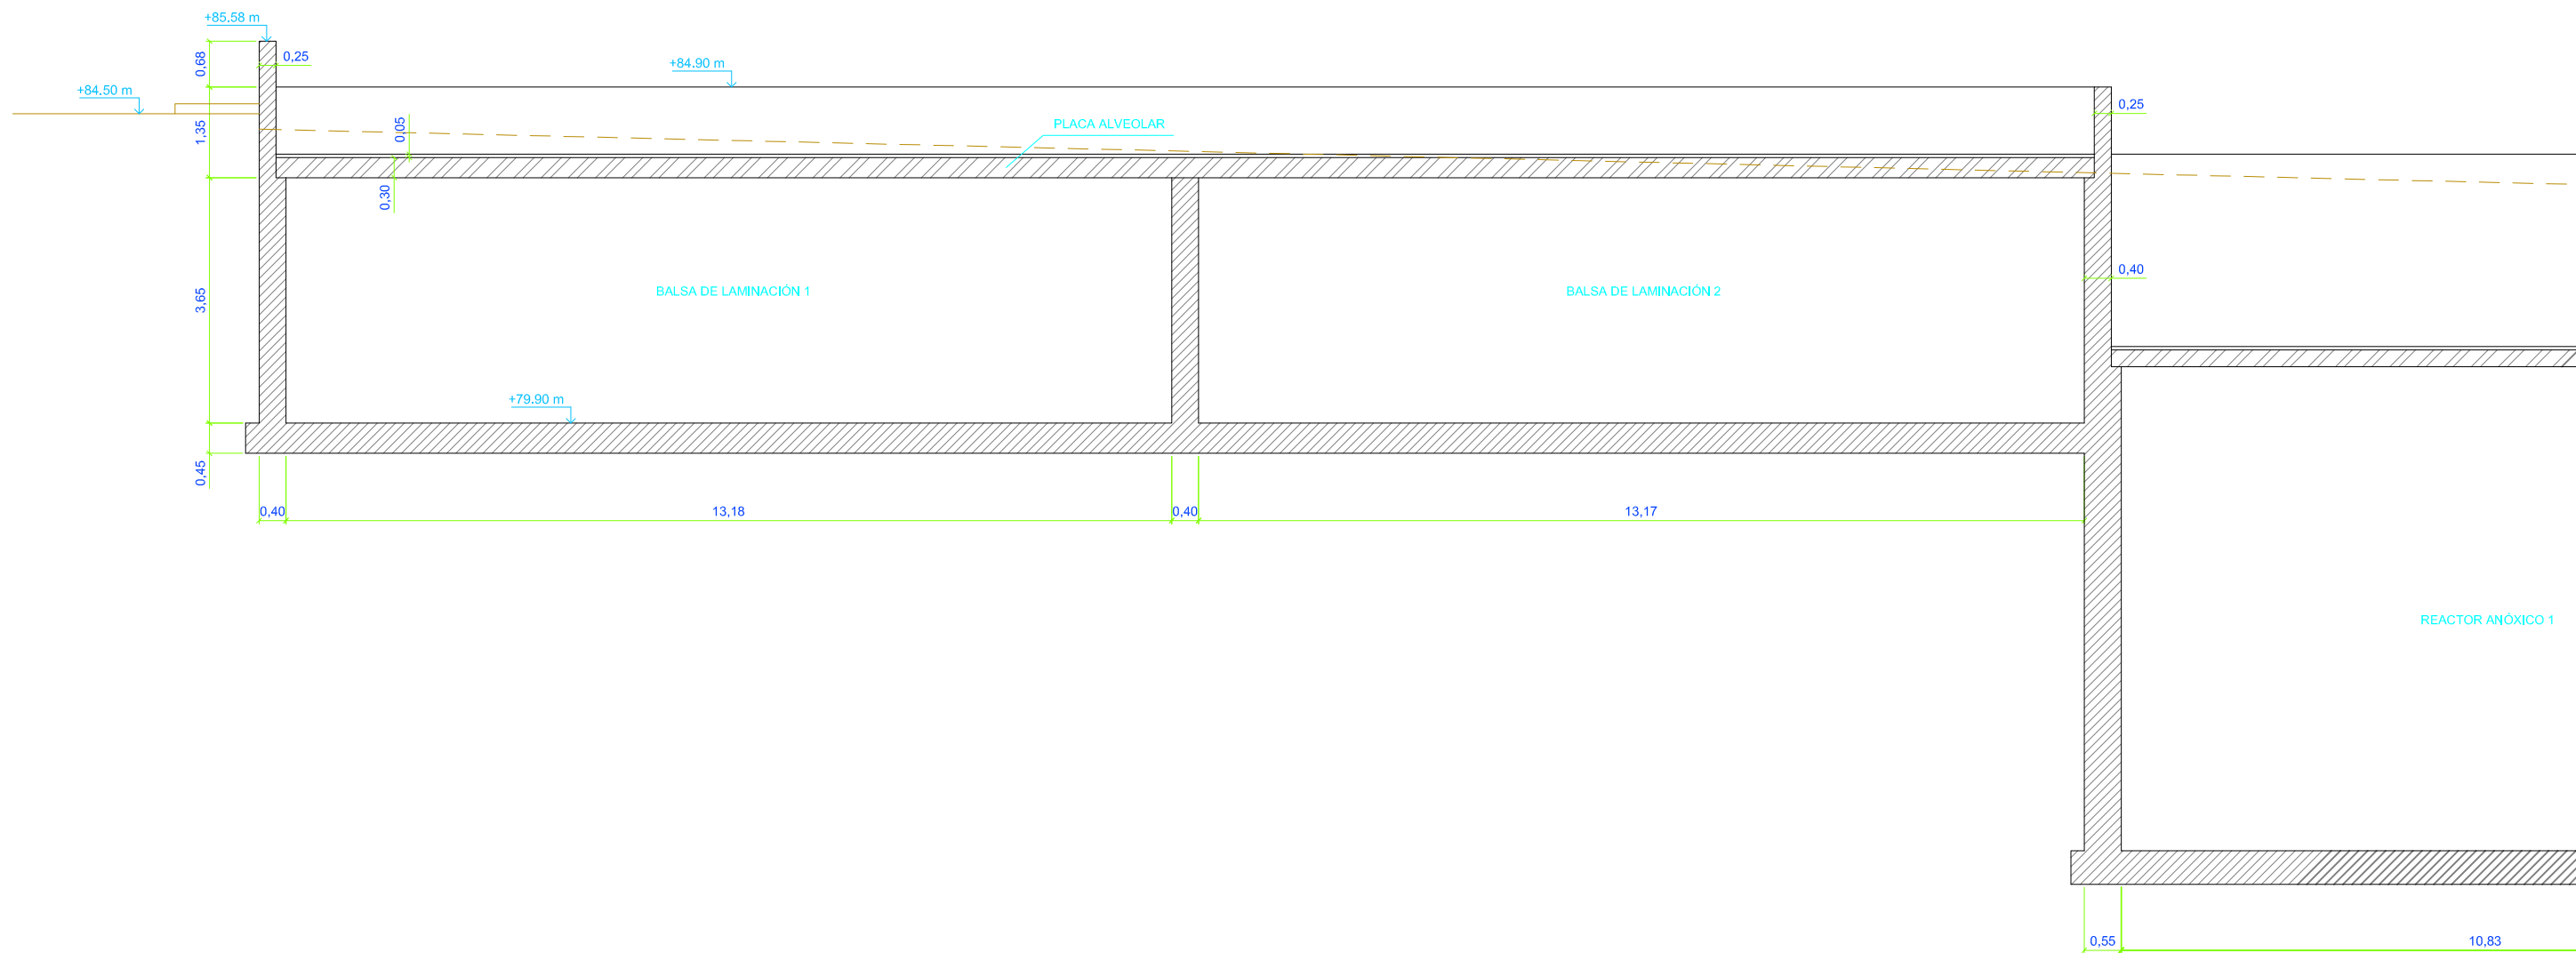 +85.58 m
0,68
0,25
+84.90 m
+84.50 m
0,25
1,35
0,05
PLACA ALVEOLAR
0,30
0,40
3,65
BALSA DE LAMINACIÓN 1
BALSA DE LAMINACIÓN 2
+79.90 m
0,45
0,40
13,18
0,40
13,17
REACTOR ANÓXICO 1
0,55
10,83